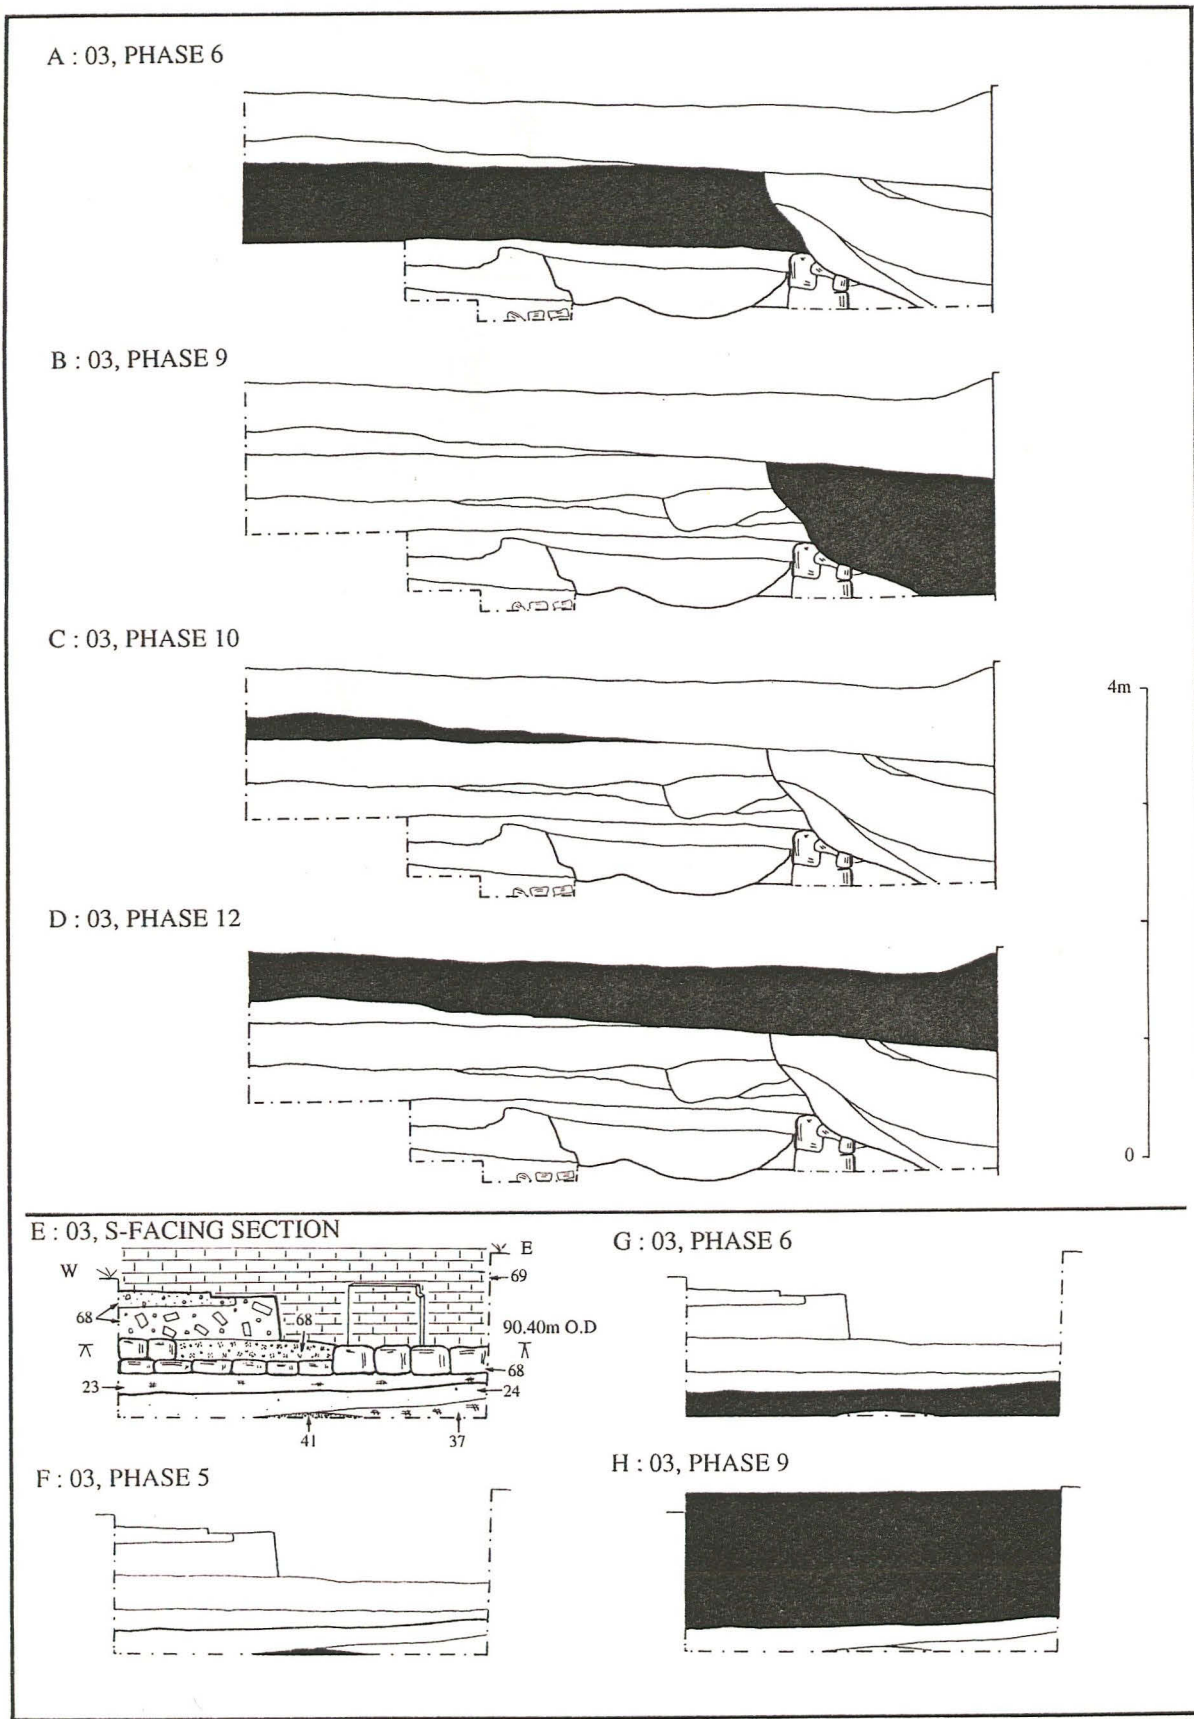 A : 03, PHASE 6
B : 03, PHASE 9
C : 03, PHASE 10
4m
D : 03, PHASE 12
0
E : 03, S-FACING SECTION
W
E
69
68
68
90.40m O.D
68
23
24
41
37
G : 03, PHASE 6
F : 03, PHASE 5
H : 03, PHASE 9